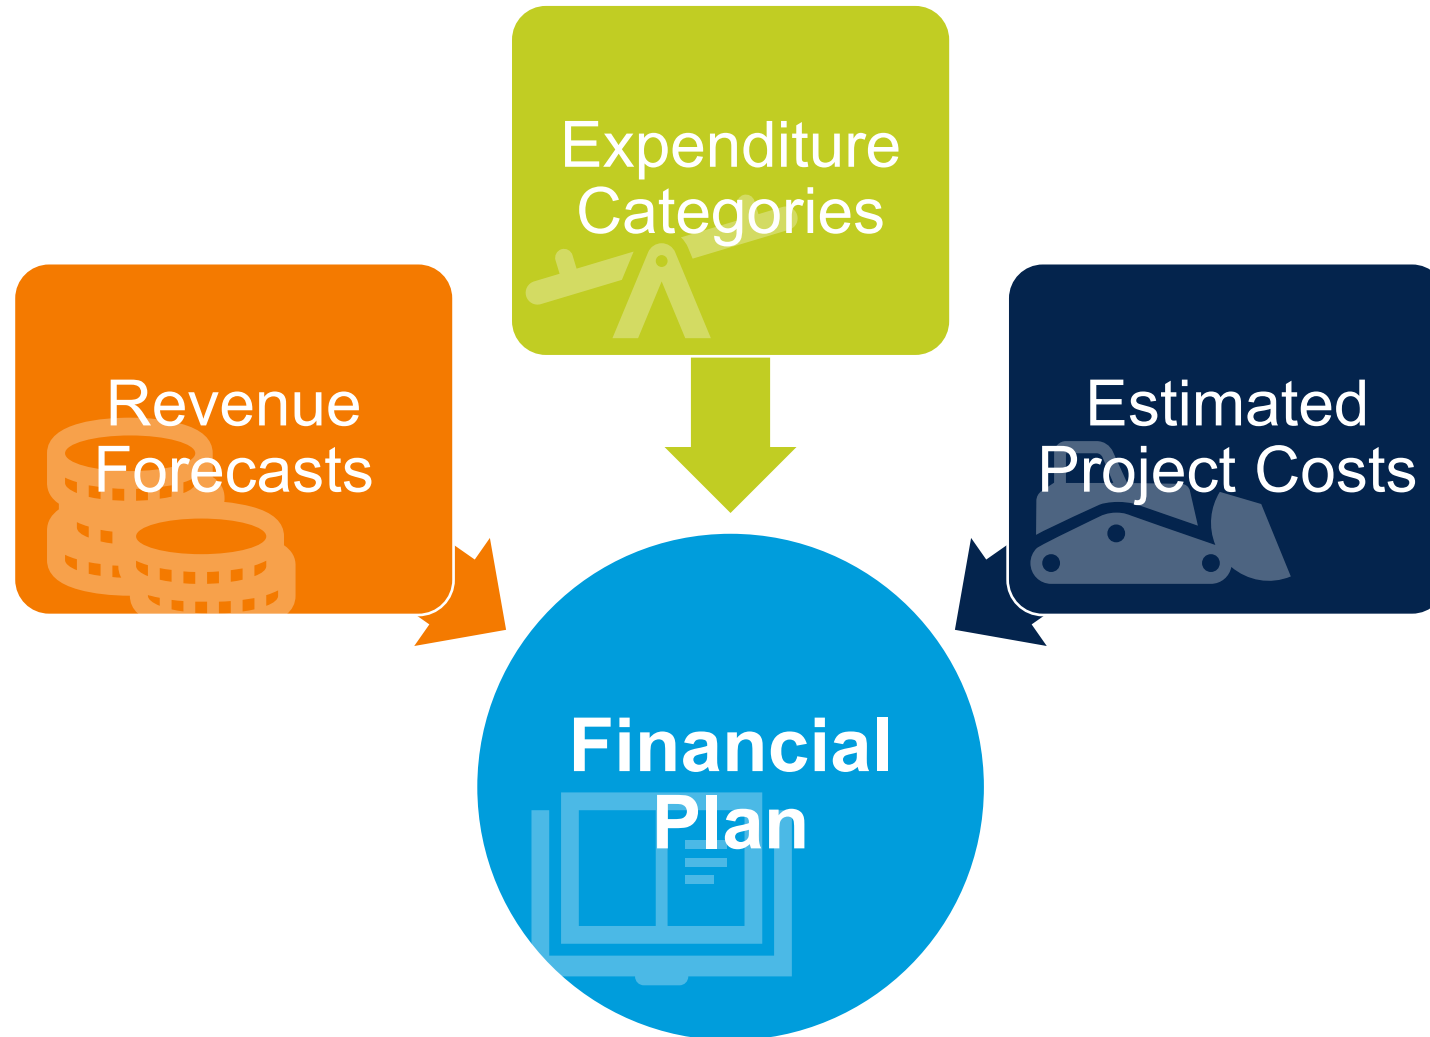 Expenditure
Categories
Revenue
Forecasts
Estimated
Project Costs
Financial
Plan